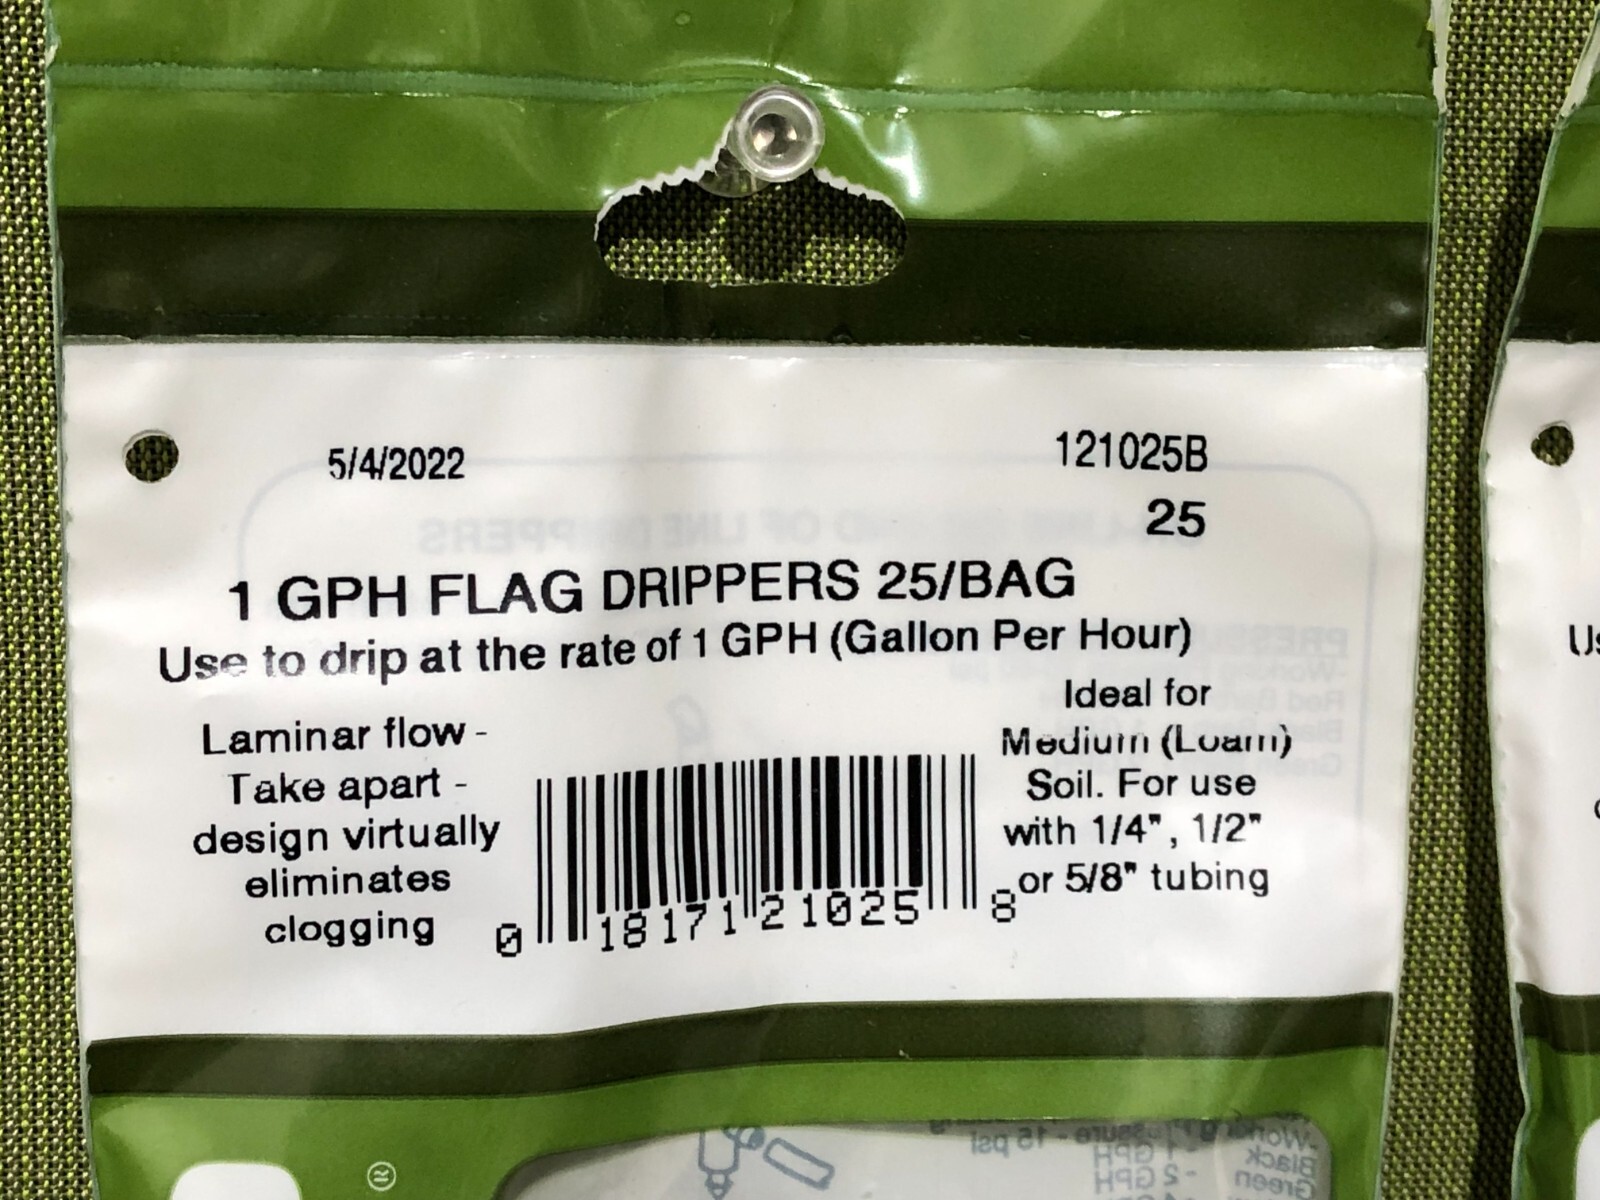 5/4/2022
121025B
25
1 GPH FLAG DRIPPERS 25/BAG
Use to drip at the rate of 1 GPH (Gallon Per Hour)
Laminar flow -
Take apart -
design virtually
eliminates
clogging
Ideal for
Medium (Loam)
Soil. For use
with 1/4", 1/2"
or 5/8" tubing
0 18171 21025 8